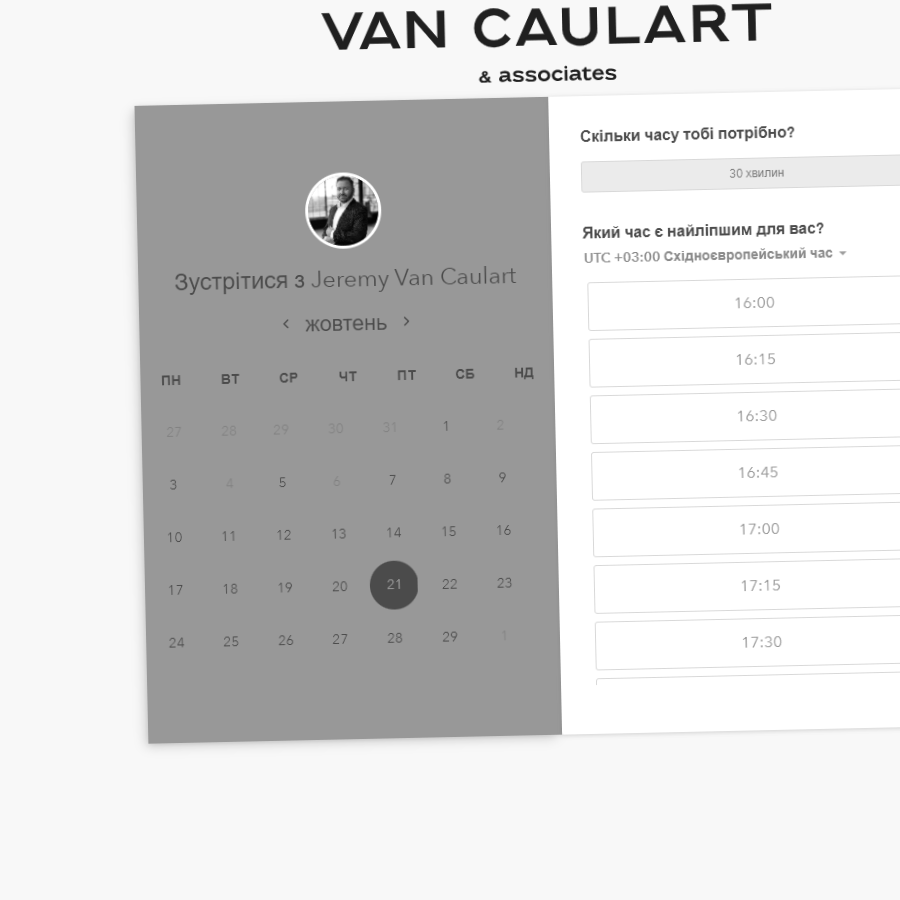 VAN CAULART
& associates
Зустрітися з Jeremy Van Caulart
жовтень
ПН ВТ СР ЧТ ПТ СБ НД
27 28 29 30 31 1 2
3 4 5 6 7 8 9
10 11 12 13 14 15 16
17 18 19 20 21 22 23
24 25 26 27 28 29 1
Скільки часу тобі потрібно?
30 хвилин
Який час є найліпшим для вас?
UTC +03:00 Східноєвропейський час
16:00
16:15
16:30
16:45
17:00
17:15
17:30